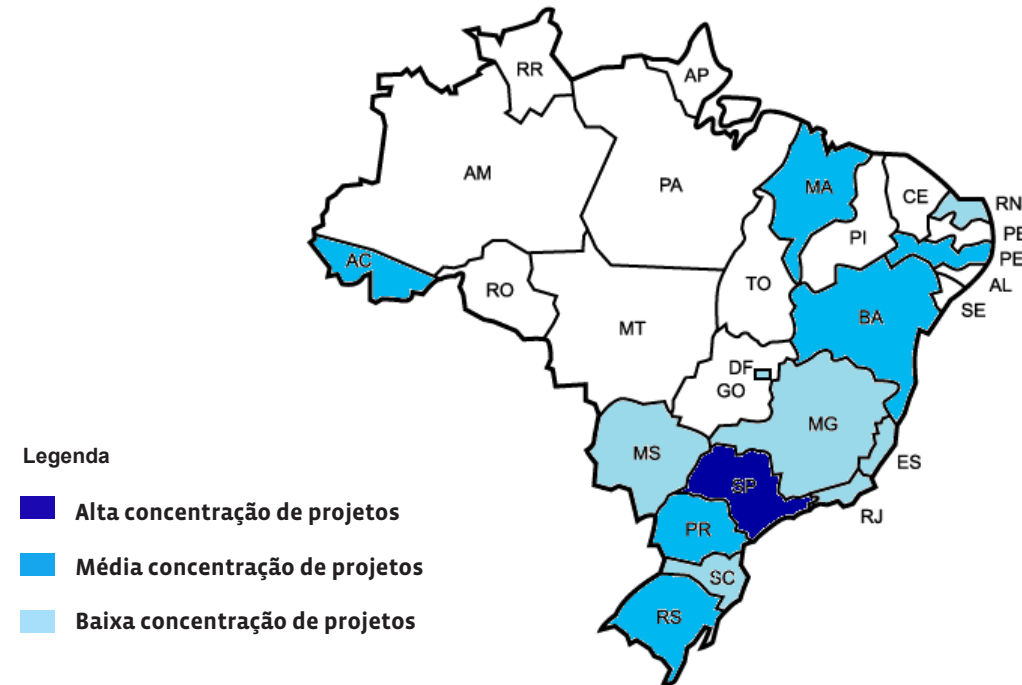 RR
AP
AM
PA
MA
CE
RN
PB
PI
PE
AC
AL
TO
SE
RO
BA
MT
DF
GO
MG
MS
ES
SP
RJ
PR
SC
RS
Legenda
Alta concentração de projetos
Média concentração de projetos
Baixa concentração de projetos